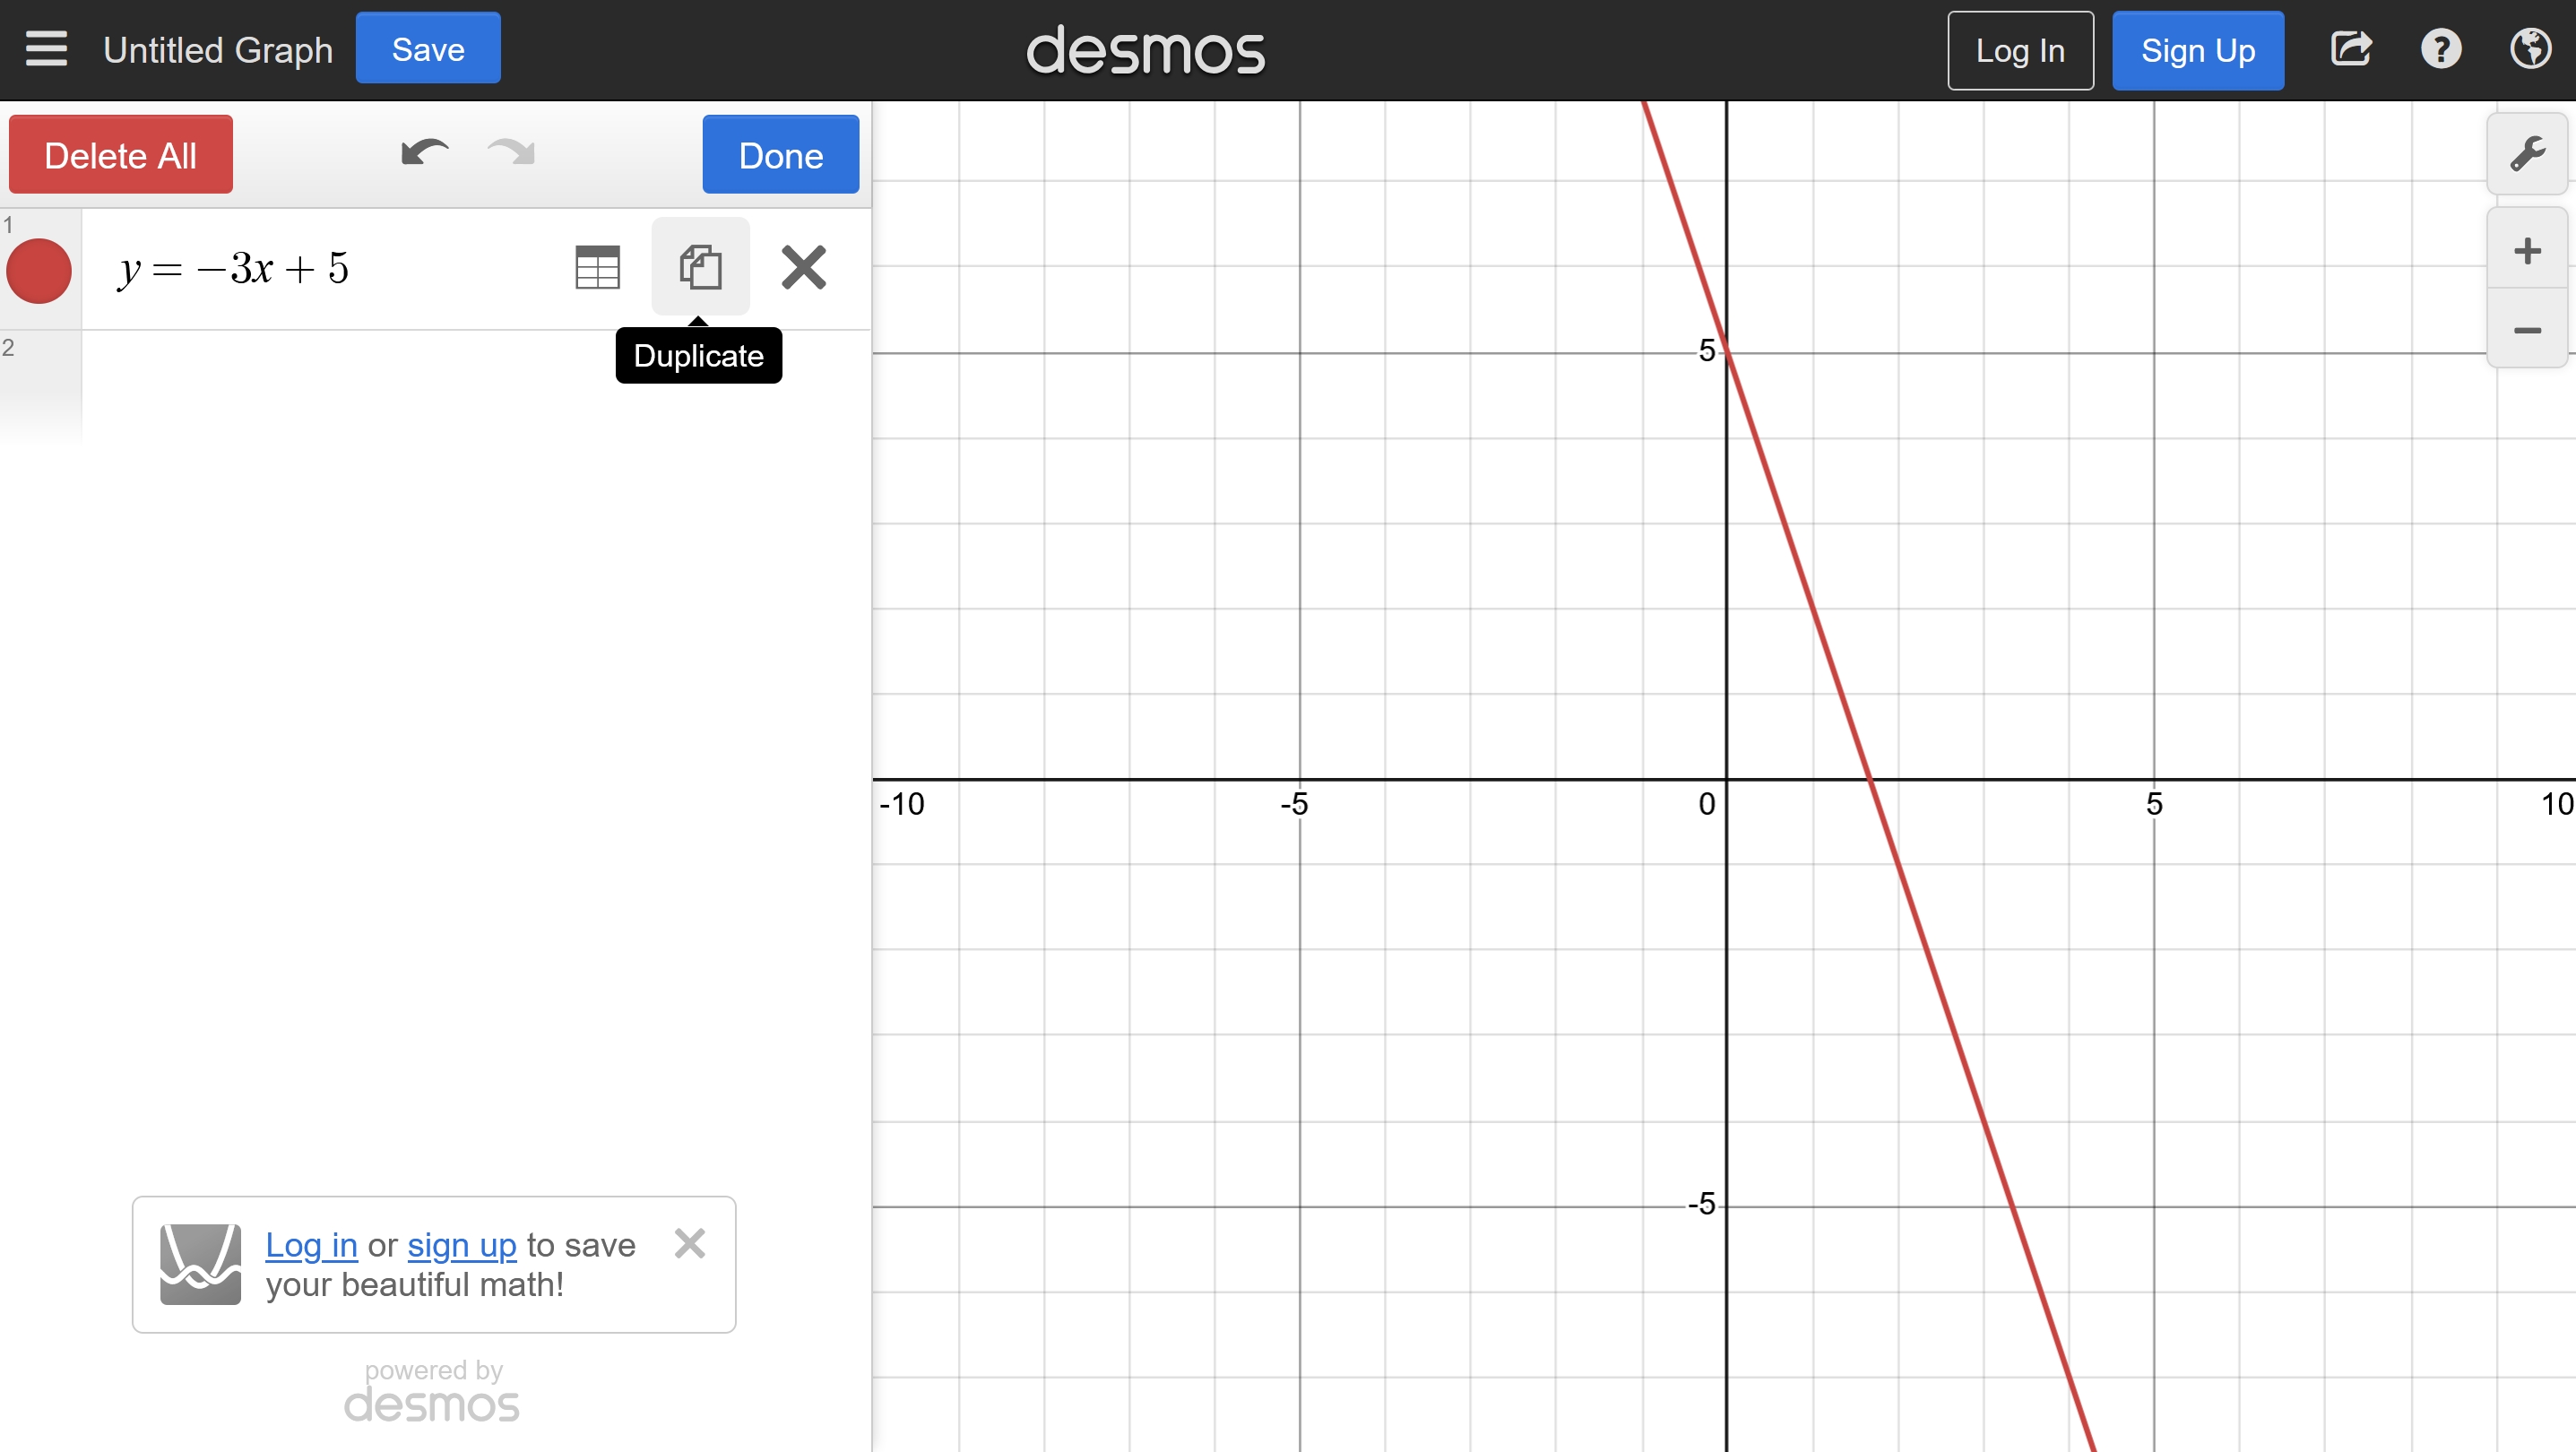 Untitled Graph Save desmos Log In Sign Up ?
Delete All Done
1
y = −3x + 5
Duplicate
2
+
−
5
-10 -5 0 5 10
-5
Log in or sign up to save
your beautiful math!
powered by
desmos